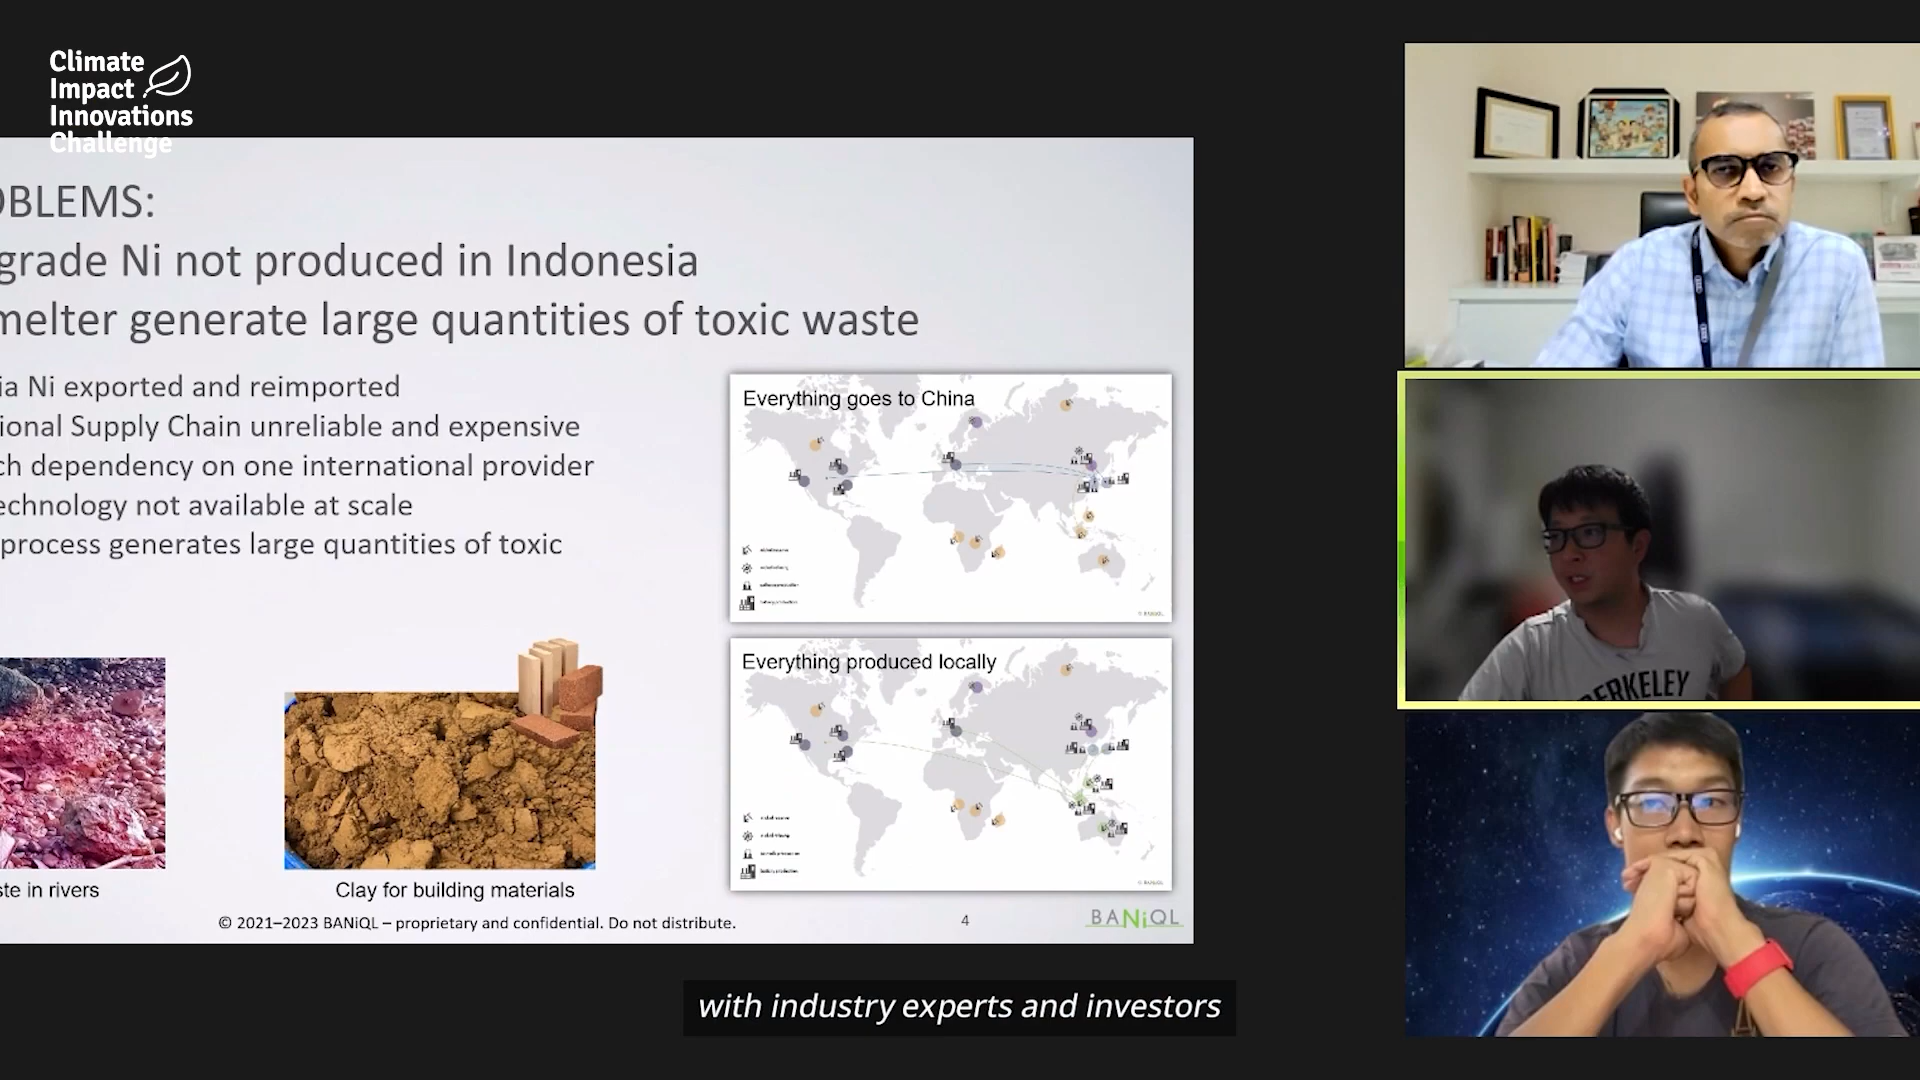 Climate
Impact
Innovations
Challenge
OBLEMS:
grade Ni not produced in Indonesia
melter generate large quantities of toxic waste
ia Ni exported and reimported
ional Supply Chain unreliable and expensive
ch dependency on one international provider
echnology not available at scale
process generates large quantities of toxic
Everything goes to China
© BANiQL
Everything produced locally
© BANiQL
ste in rivers
Clay for building materials
© 2021–2023 BANiQL – proprietary and confidential. Do not distribute.
4
BANiQL
BERKELEY
with industry experts and investors